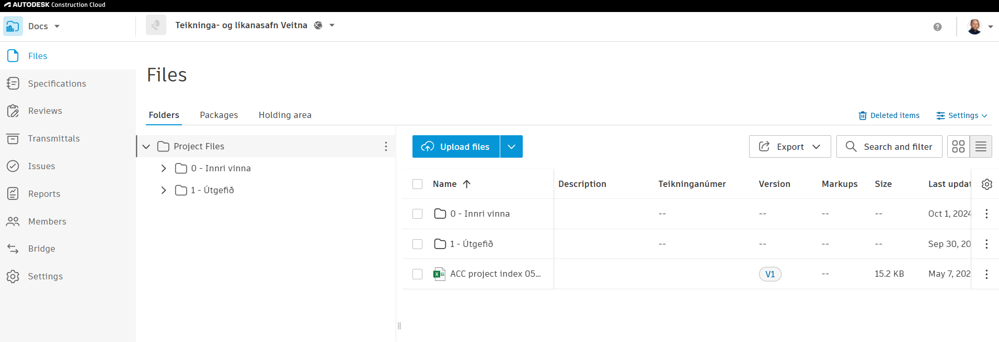 AUTODESK Construction Cloud
Docs
Teikninga- og líkanasafn Veitna
Files
Specifications
Reviews
Transmittals
Issues
Reports
Members
Bridge
Settings
Files
Folders Packages Holding area
Deleted items Settings
Project Files
0 - Innri vinna
1 - Útgefið
Upload files
Export
Search and filter
Name Description Teikninganúmer Version Markups Size Last updat
0 - Innri vinna -- -- -- -- Oct 1, 2024
1 - Útgefið -- -- -- -- Sep 30, 20
ACC project index 05... V1 -- 15.2 KB May 7, 202